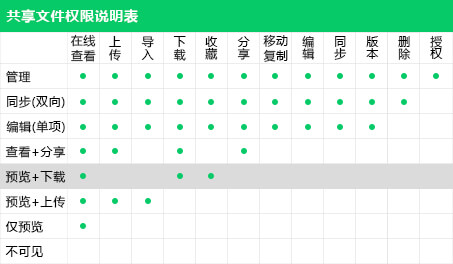 共享文件权限说明表
在线查看 上传 导入 下载 收藏 分享 移动复制 编辑 同步 版本 删除 授权
管理
同步(双向)
编辑(单项)
查看+分享
预览+下载
预览+上传
仅预览
不可见